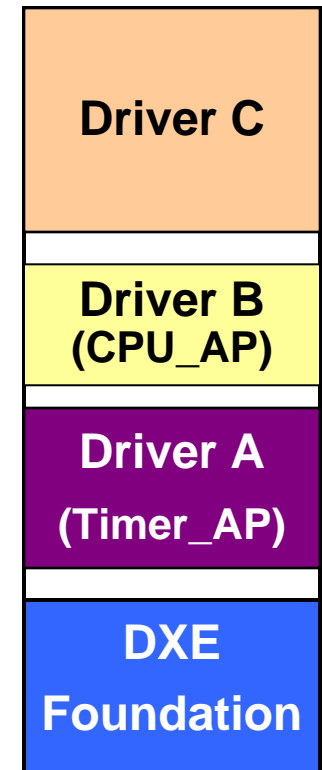 Driver C
Driver B
(CPU_AP)
Driver A
(Timer_AP)
DXE
Foundation